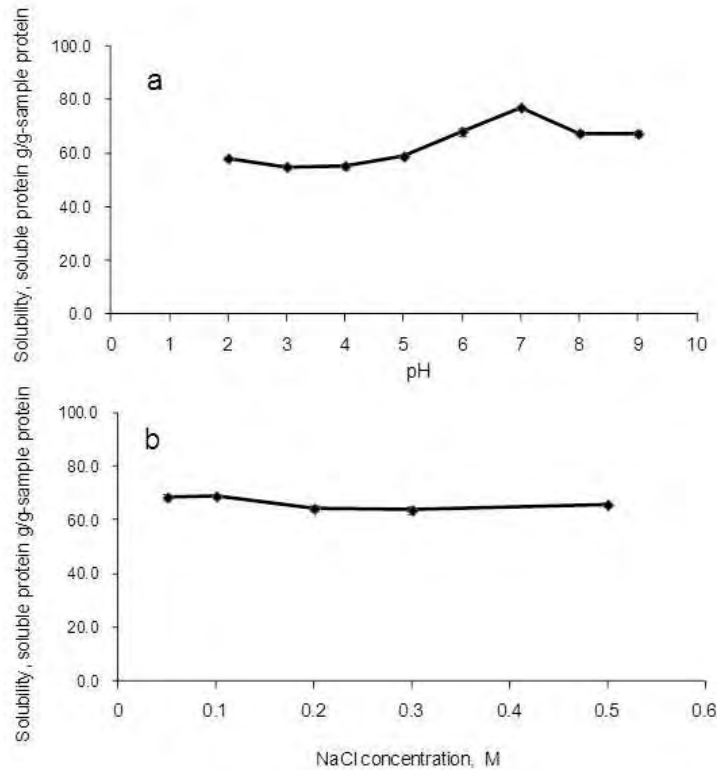 Solubility, soluble protein g/g-sample protein
a
100.0
80.0
60.0
40.0
20.0
0.0
0 1 2 3 4 5 6 7 8 9 10
pH
Solubility, soluble protein g/g-sample protein
b
100.0
80.0
60.0
40.0
20.0
0.0
0 0.1 0.2 0.3 0.4 0.5 0.6
NaCl concentration, M